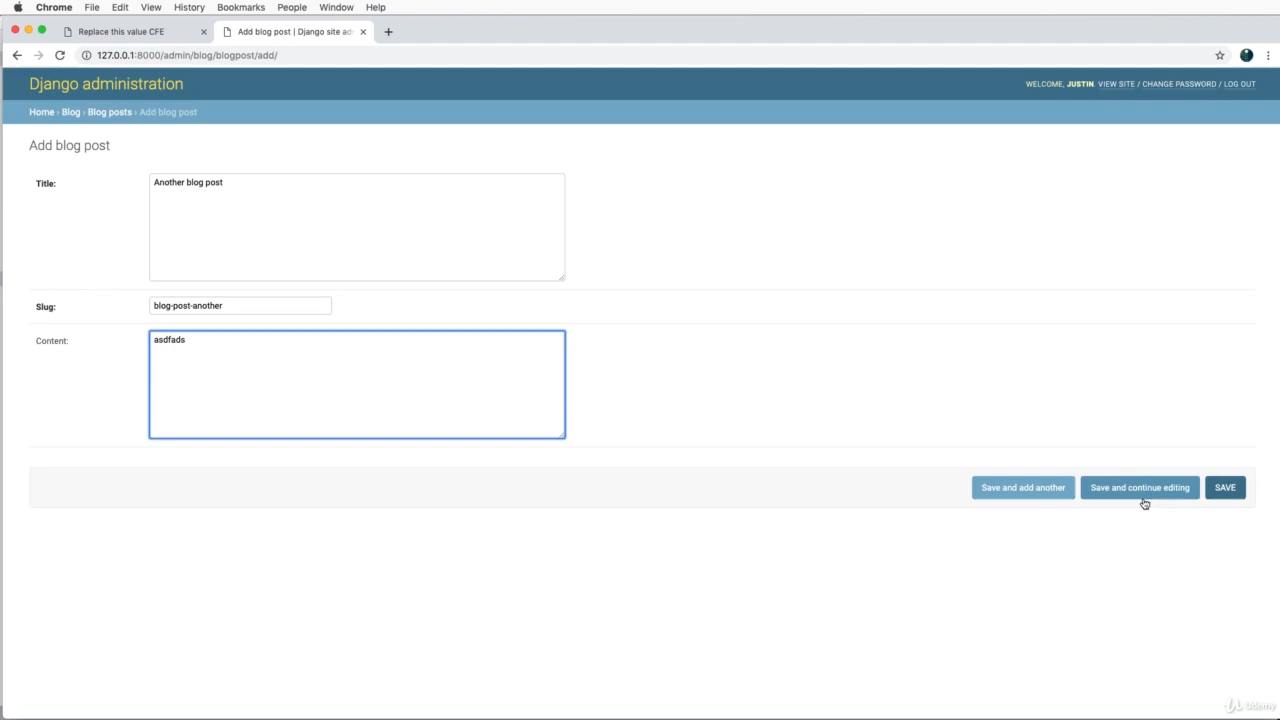 Chrome File Edit View History Bookmarks People Window Help
Replace this value CFE Add blog post | Django site ad
127.0.0.1:8000/admin/blog/blogpost/add/
Django administration WELCOME, JUSTIN. VIEW SITE / CHANGE PASSWORD / LOG OUT
Home › Blog › Blog posts › Add blog post
Add blog post
Title: Another blog post
Slug: blog-post-another
Content: asdfads
Save and add another Save and continue editing SAVE
Udemy